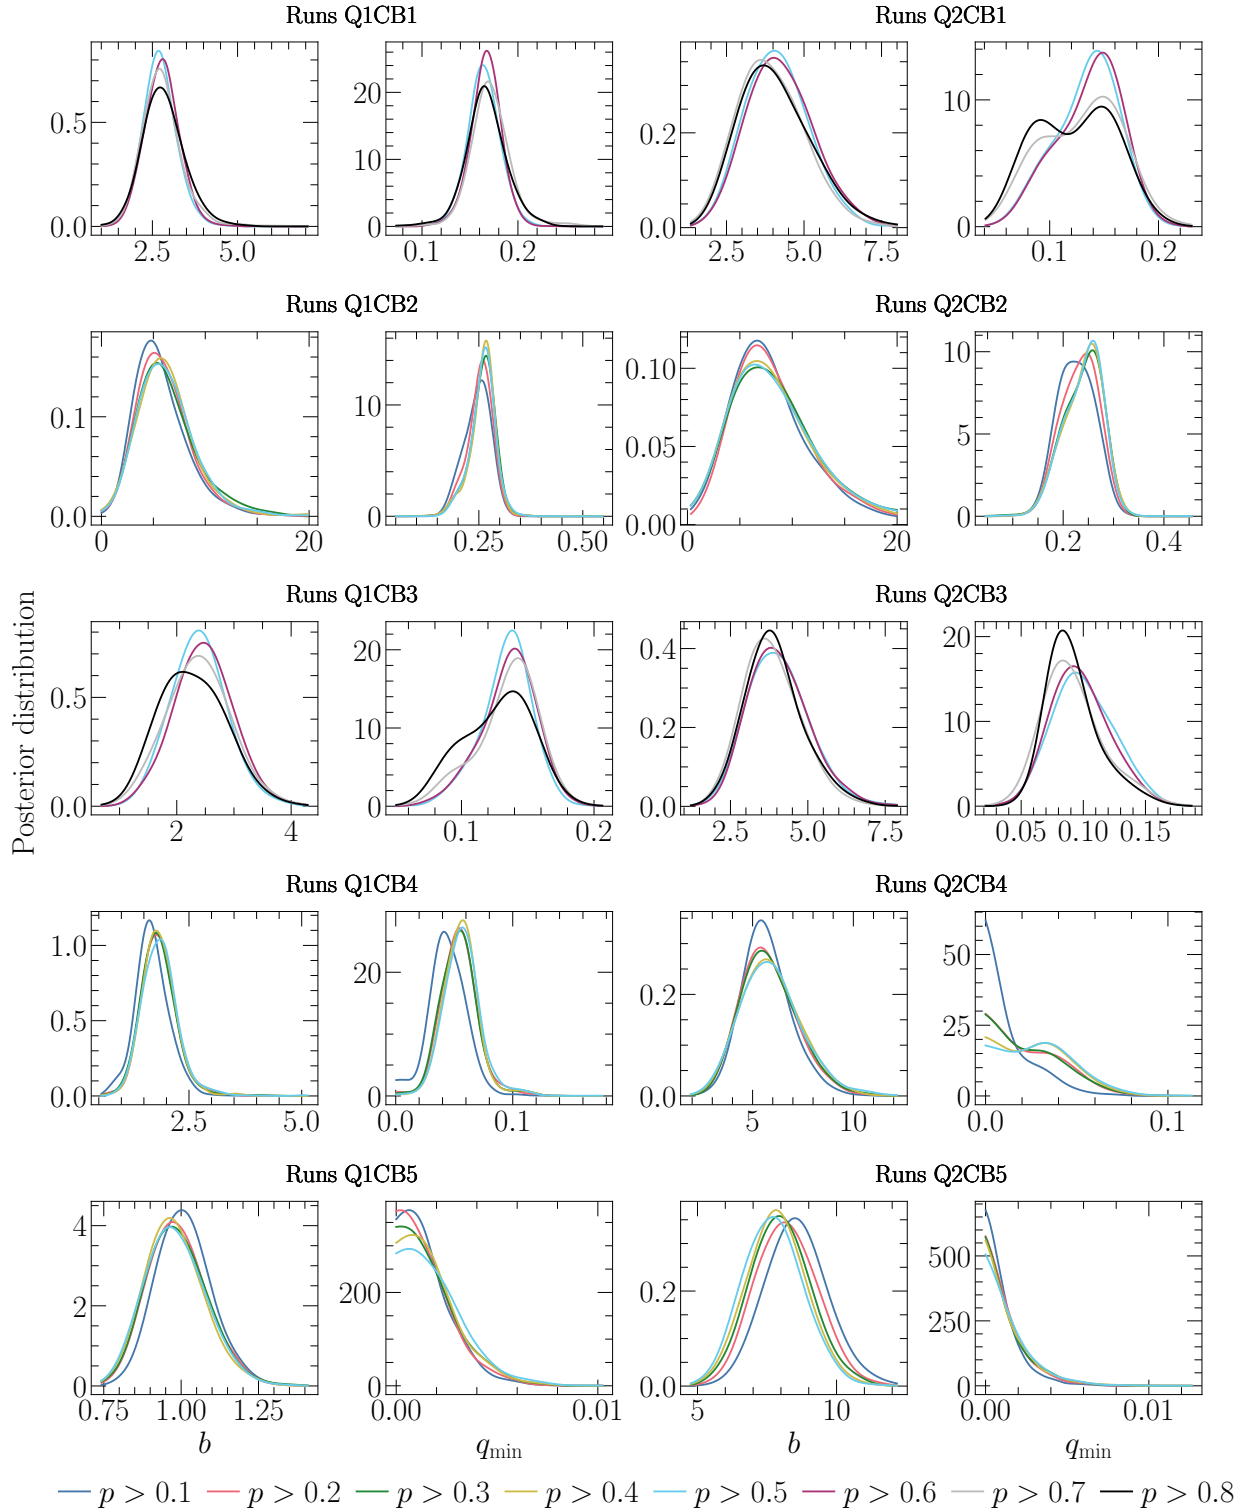 Runs Q1CB1 Runs Q2CB1
0.5 0.0 2.5 5.0
20 10 0 0.1 0.2
0.2 0.0 2.5 5.0 7.5
10 0 0.1 0.2
Runs Q1CB2 Runs Q2CB2
0.1 0.0 0 20
10 0 0.25 0.50
0.10 0.05 0.00 0 20
10 5 0 0.2 0.4
Posterior distribution
Runs Q1CB3 Runs Q2CB3
0.5 0.0 2 4
20 10 0 0.1 0.2
0.4 0.2 0.0 2.5 5.0 7.5
20 10 0 0.05 0.10 0.15
Runs Q1CB4 Runs Q2CB4
1.0 0.5 0.0 2.5 5.0
20 0 0.0 0.1
0.2 0.0 5 10
50 25 0 0.0 0.1
Runs Q1CB5 Runs Q2CB5
4 2 0 0.75 1.00 1.25
200 0 0.00 0.01
0.2 0.0 5 10
500 250 0 0.00 0.01
b q_min b q_min
p > 0.1 p > 0.2 p > 0.3 p > 0.4 p > 0.5 p > 0.6 p > 0.7 p > 0.8